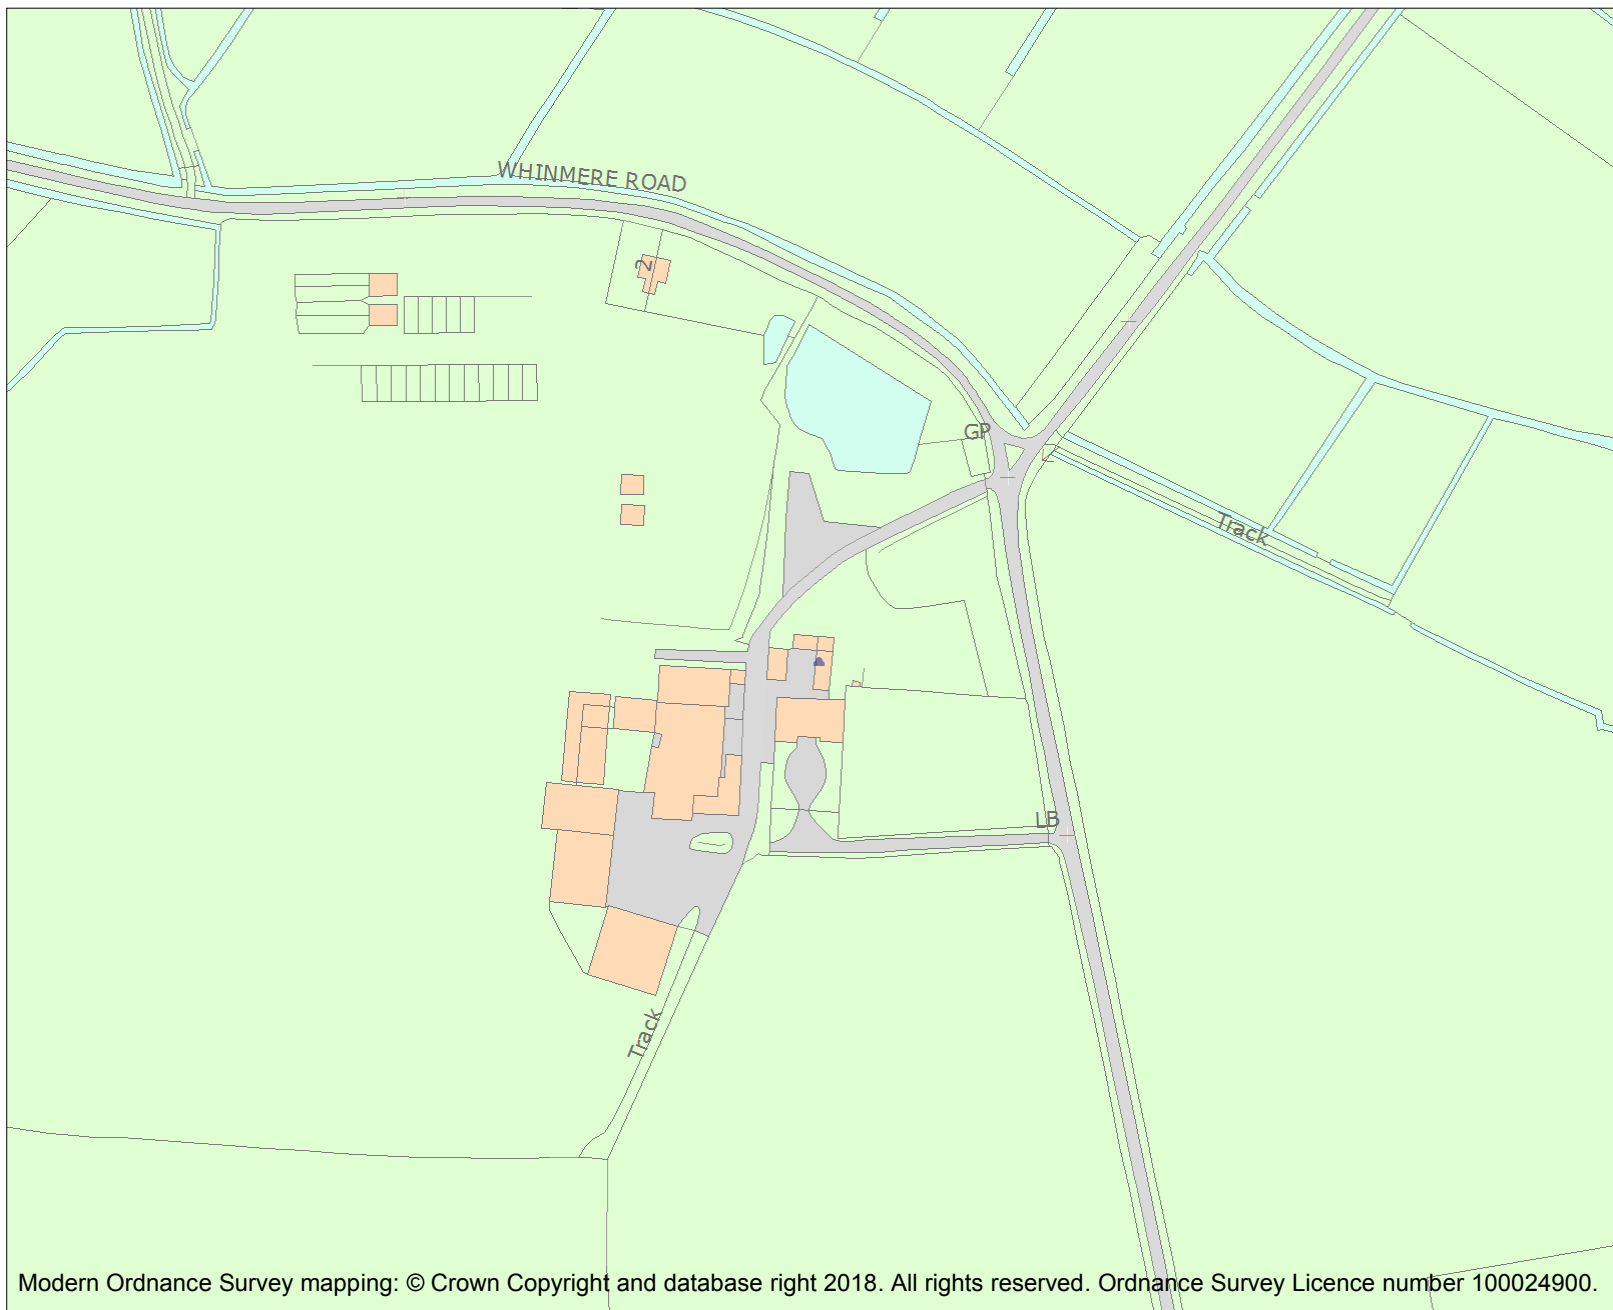 WHINMERE ROAD
2
GP
Track
LB
Track
Modern Ordnance Survey mapping: © Crown Copyright and database right 2018. All rights reserved. Ordnance Survey Licence number 100024900.